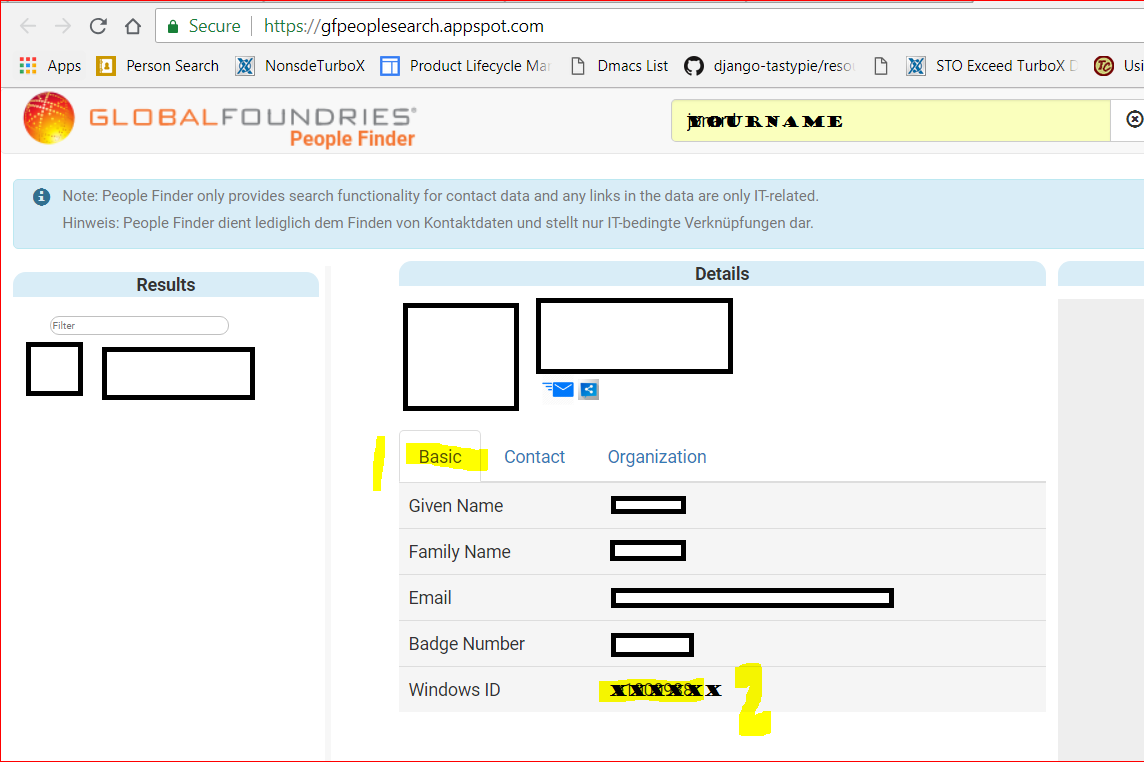 Secure https://gfpeoplesearch.appspot.com
Apps Person Search NonsdeTurboX Product Lifecycle Ma Dmacs List django-tastypie/reso STO Exceed TurboX D Usi
GLOBALFOUNDRIES®
People Finder
YOURNAME
Note: People Finder only provides search functionality for contact data and any links in the data are only IT-related.
Hinweis: People Finder dient lediglich dem Finden von Kontaktdaten und stellt nur IT-bedingte Verknüpfungen dar.
Results
Details
Filter
1
Basic Contact Organization
Given Name
Family Name
Email
Badge Number
Windows ID XXXXXX
2